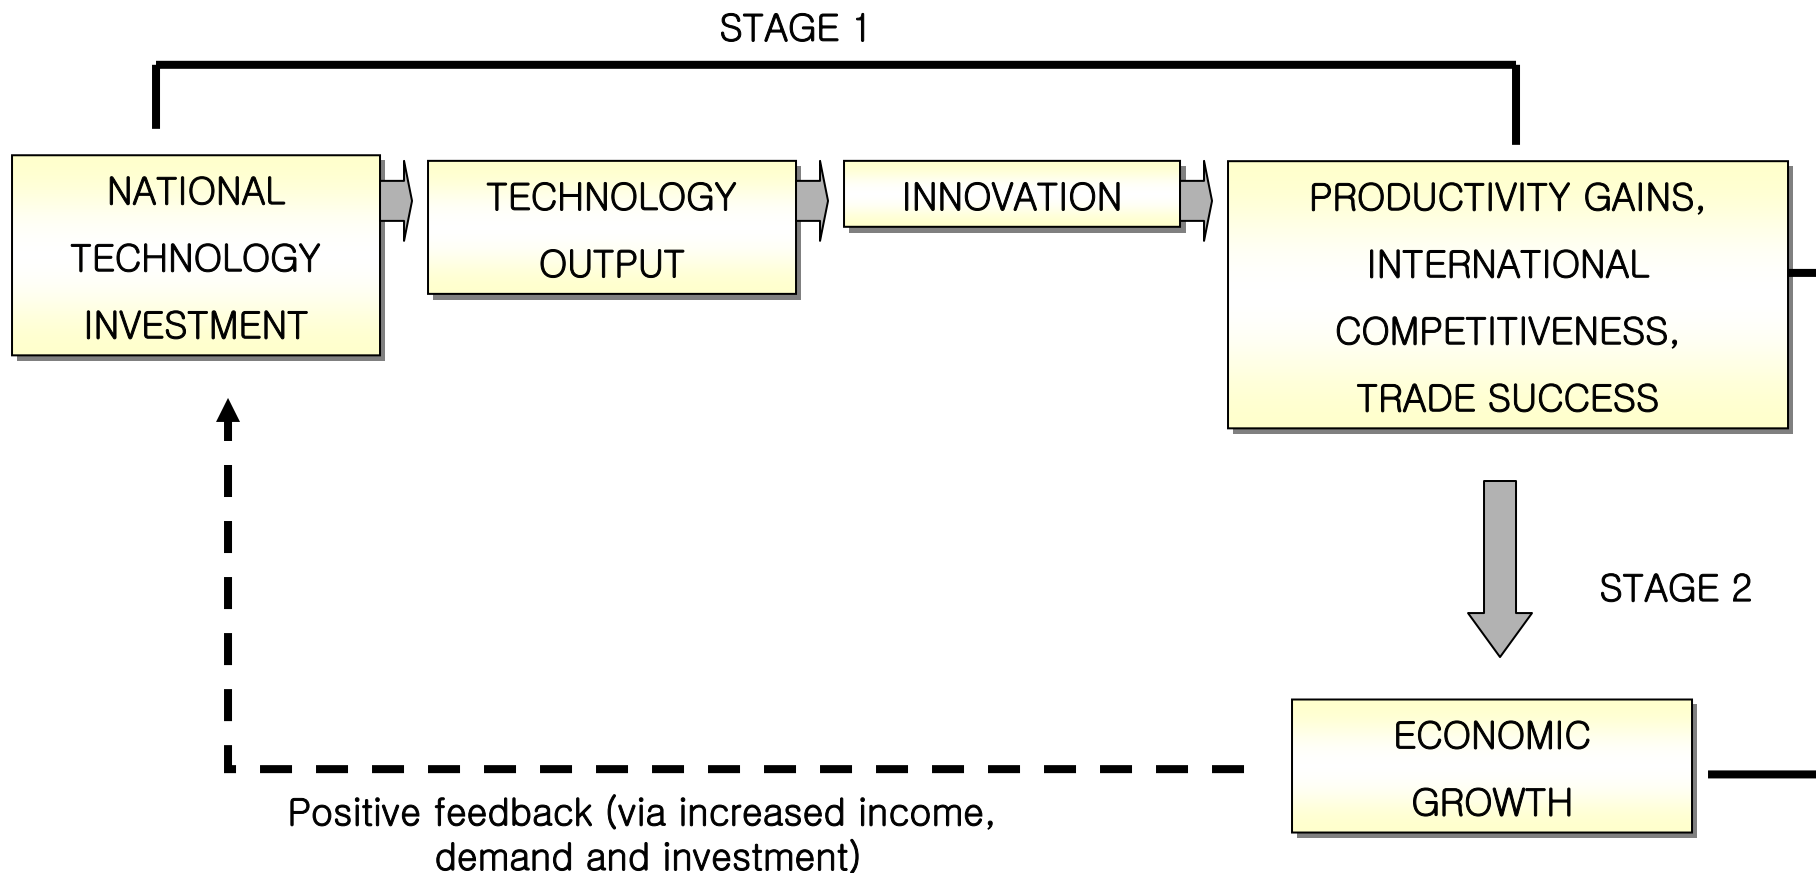 STAGE 1
NATIONAL
TECHNOLOGY
INVESTMENT
TECHNOLOGY
OUTPUT
INNOVATION
PRODUCTIVITY GAINS,
INTERNATIONAL
COMPETITIVENESS,
TRADE SUCCESS
STAGE 2
ECONOMIC
GROWTH
Positive feedback (via increased income,
demand and investment)